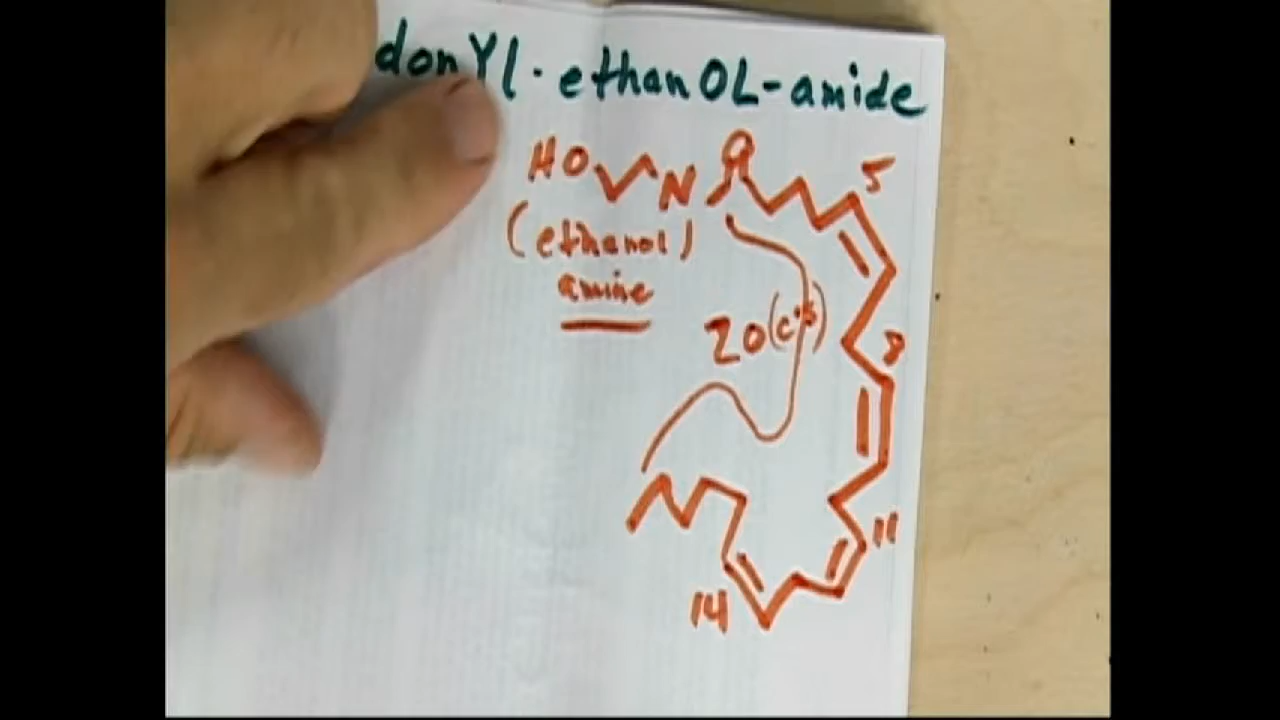 donYl·ethanOL-amide
HO N O 5
(ethanol)
amine
20(C's) 8
11
14